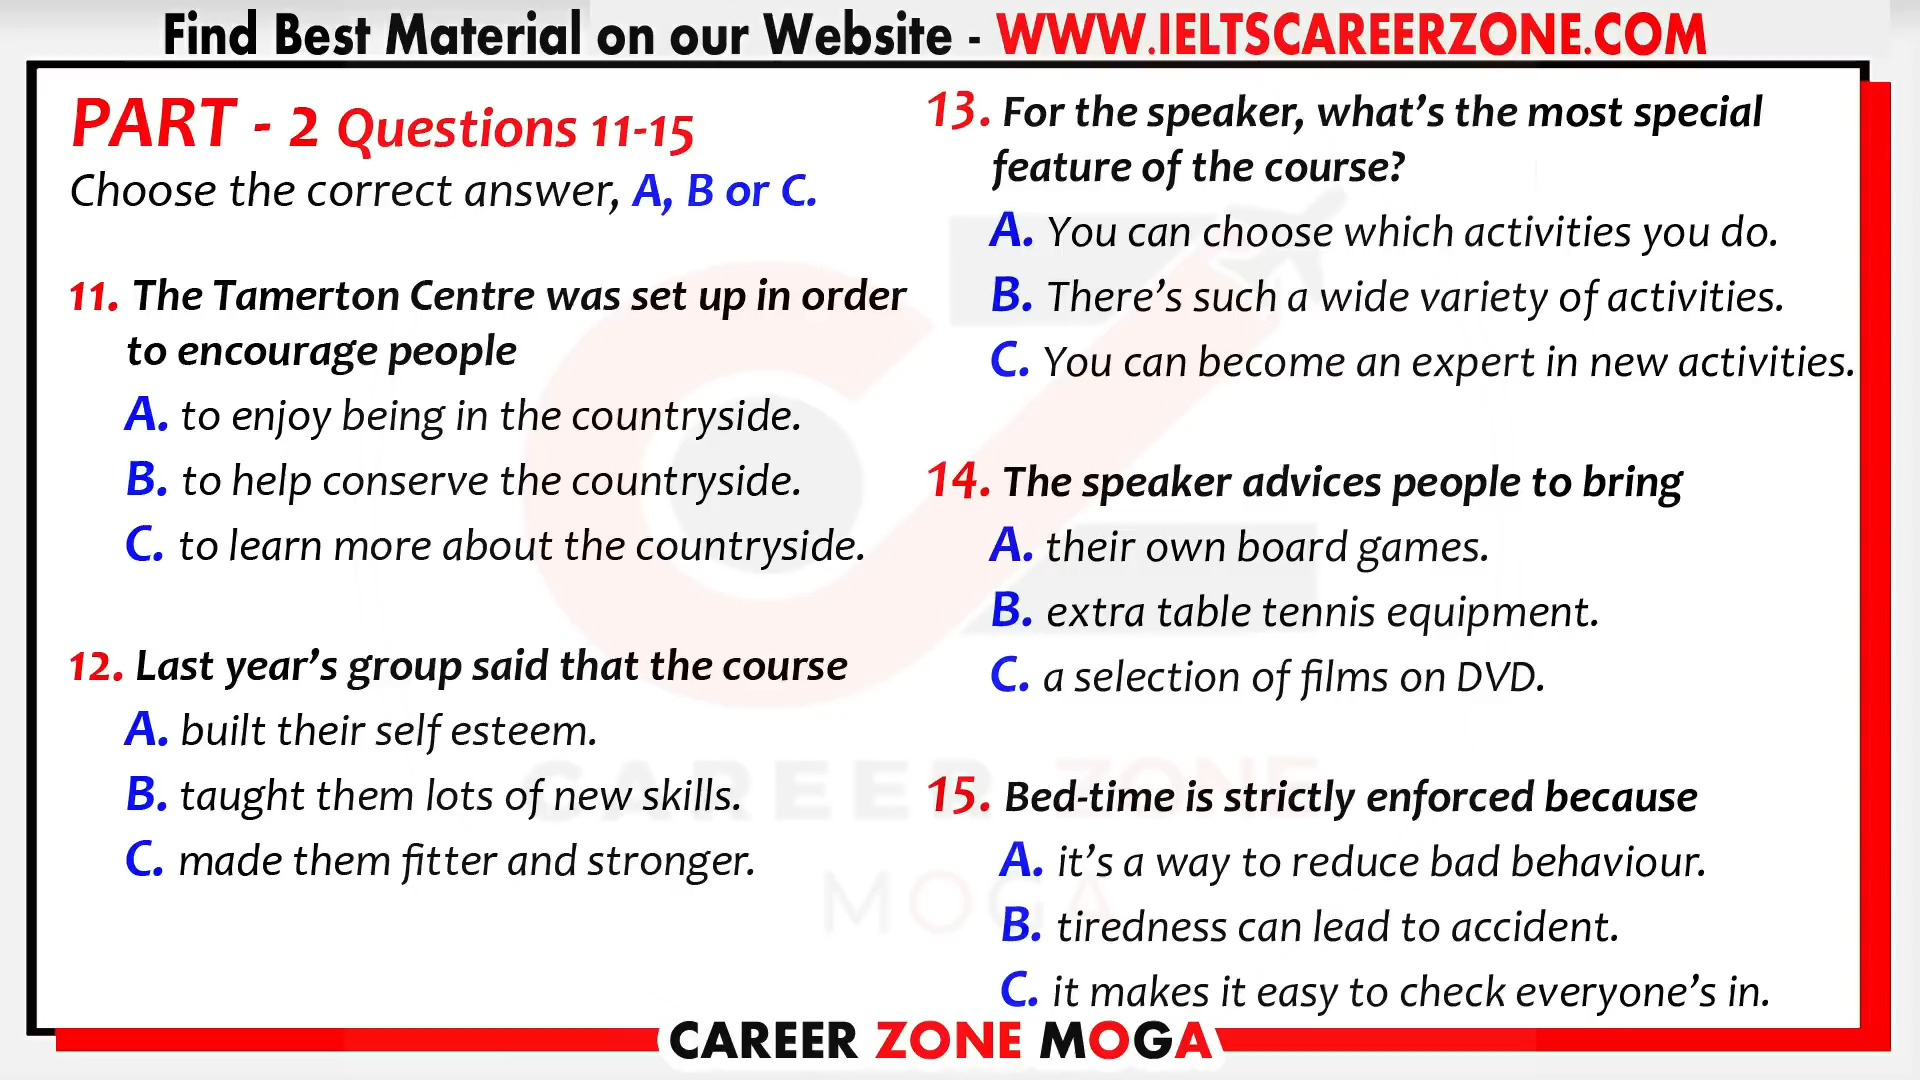 Find Best Material on our Website - WWW.IELTSCAREERZONE.COM
PART - 2 Questions 11-15
Choose the correct answer, A, B or C.
11. The Tamerton Centre was set up in order
to encourage people
A. to enjoy being in the countryside.
B. to help conserve the countryside.
C. to learn more about the countryside.
12. Last year's group said that the course
A. built their self esteem.
B. taught them lots of new skills.
C. made them fitter and stronger.
13. For the speaker, what's the most special
feature of the course?
A. You can choose which activities you do.
B. There's such a wide variety of activities.
C. You can become an expert in new activities.
14. The speaker advices people to bring
A. their own board games.
B. extra table tennis equipment.
C. a selection of films on DVD.
15. Bed-time is strictly enforced because
A. it's a way to reduce bad behaviour.
B. tiredness can lead to accident.
C. it makes it easy to check everyone's in.
CAREER ZONE
MOGA
CAREER ZONE MOGA